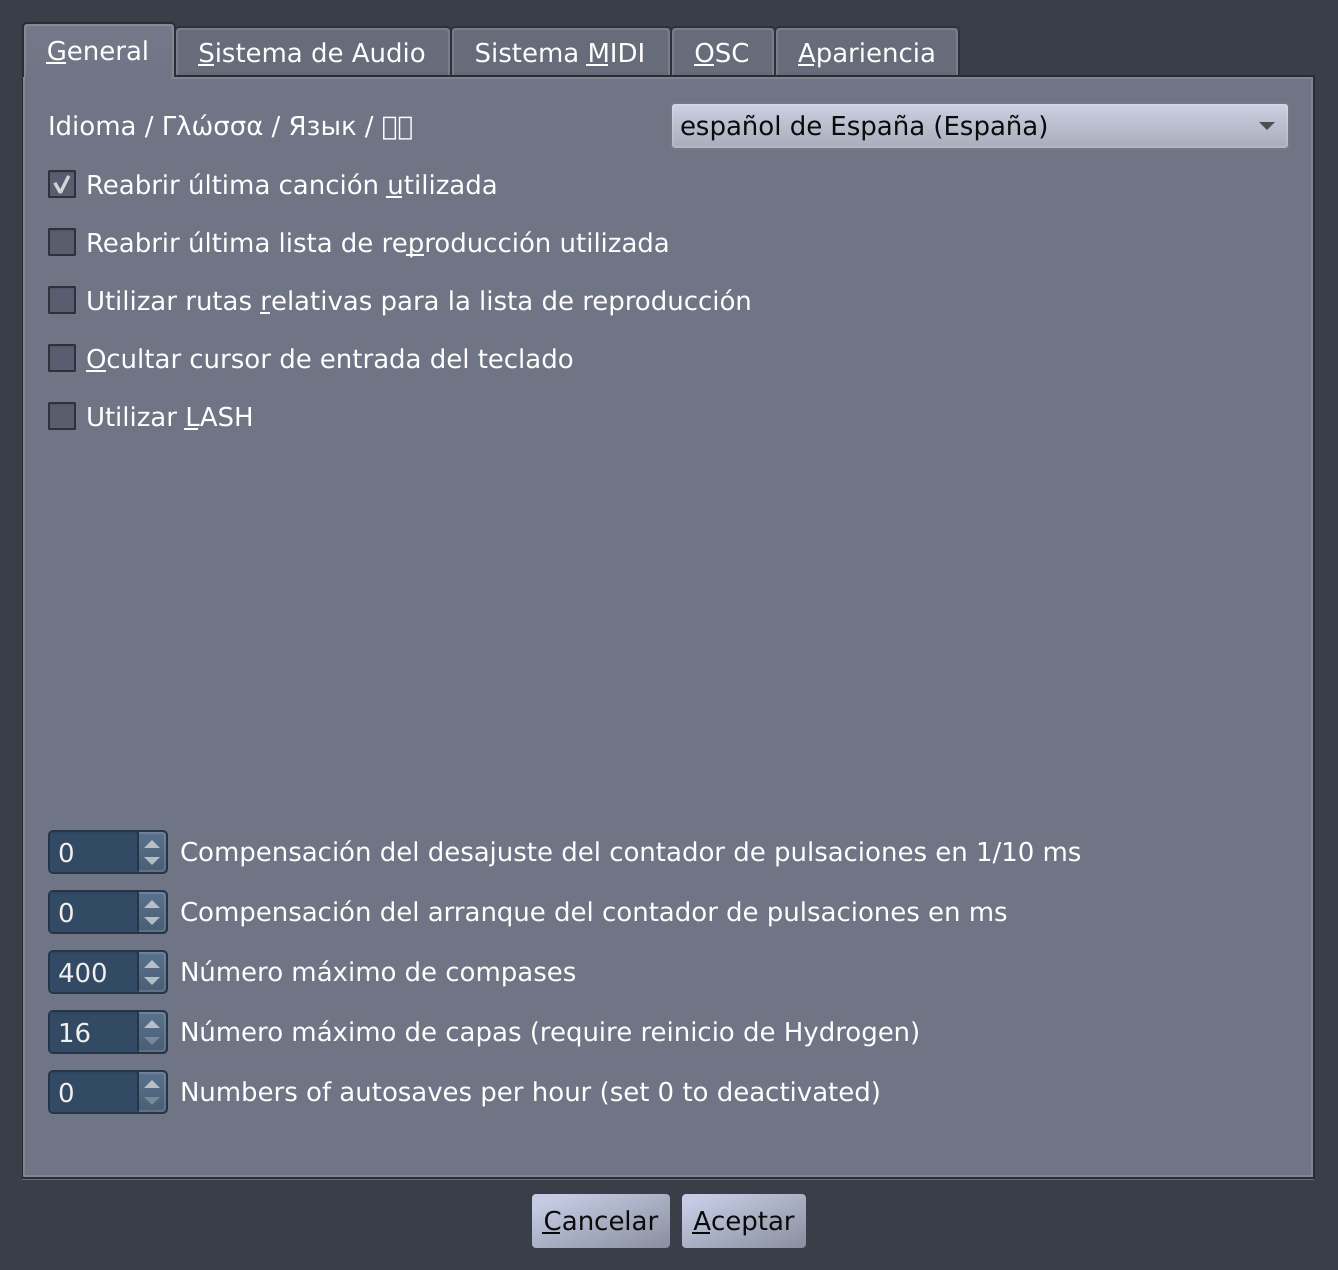 General
Sistema de Audio
Sistema MIDI
OSC
Apariencia
Idioma / Γλώσσα / Язык /
español de España (España)
Reabrir última canción utilizada
Reabrir última lista de reproducción utilizada
Utilizar rutas relativas para la lista de reproducción
Ocultar cursor de entrada del teclado
Utilizar LASH
0 Compensación del desajuste del contador de pulsaciones en 1/10 ms
0 Compensación del arranque del contador de pulsaciones en ms
400 Número máximo de compases
16 Número máximo de capas (require reinicio de Hydrogen)
0 Numbers of autosaves per hour (set 0 to deactivated)
Cancelar
Aceptar